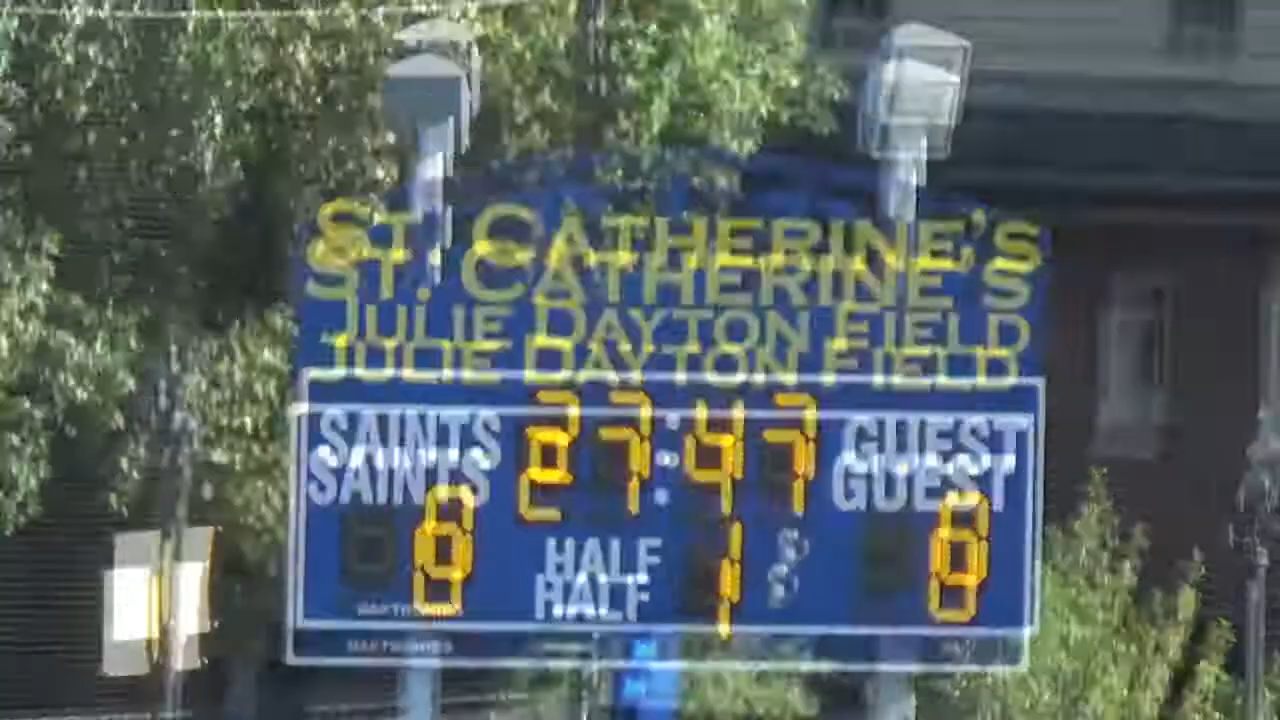 ST. CATHERINE'S
JULIE DAYTON FIELD
SAINTS 27:47 GUEST
0 HALF 1 0